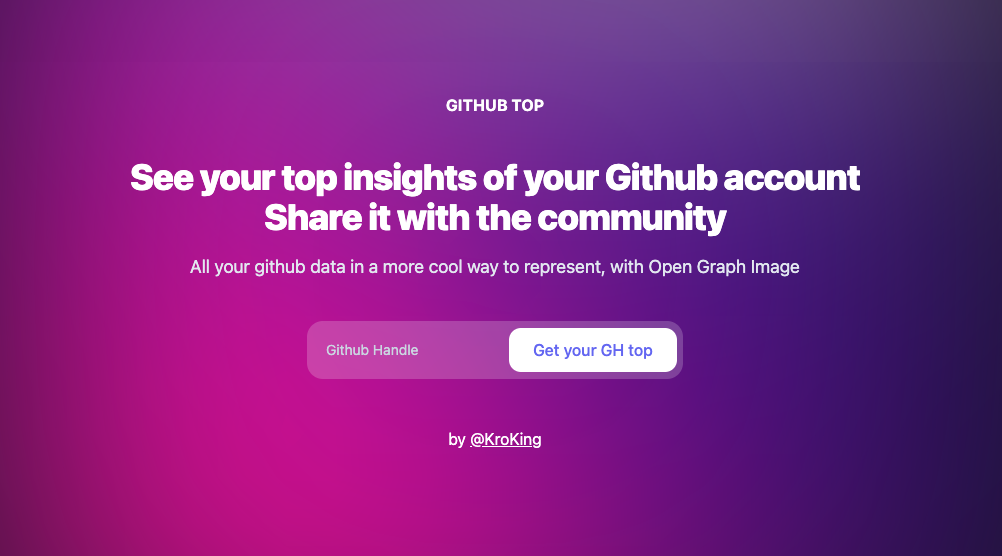 GITHUB TOP
See your top insights of your Github account
Share it with the community
All your github data in a more cool way to represent, with Open Graph Image
Github Handle
Get your GH top
by @KroKing